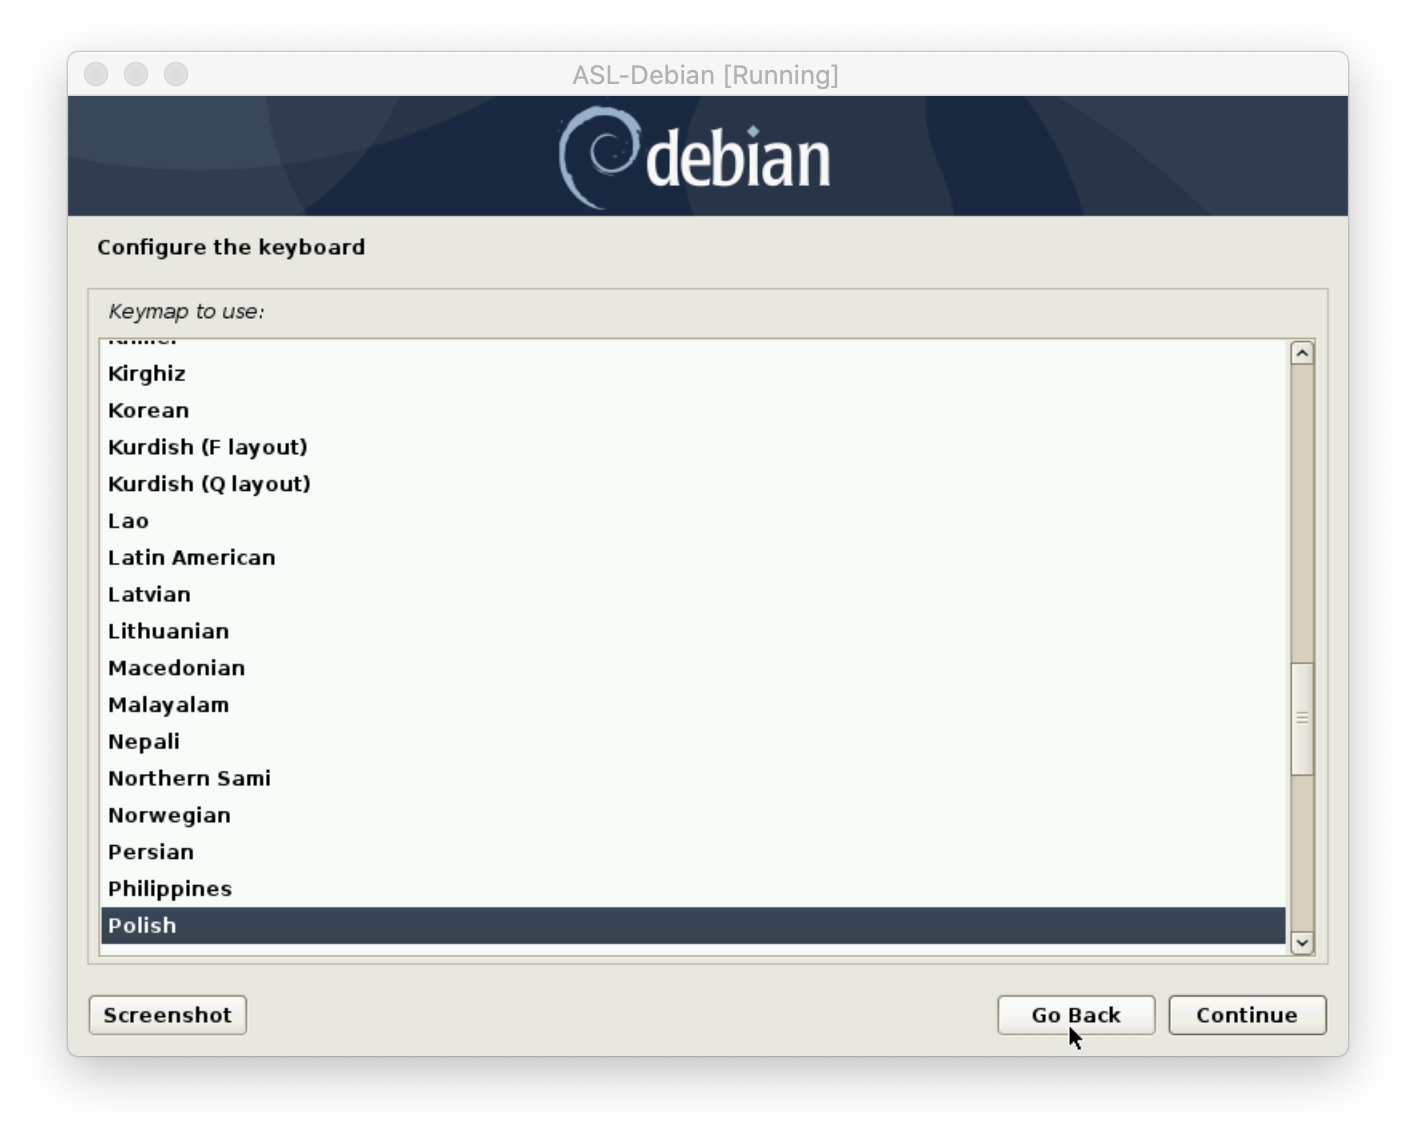 ASL-Debian [Running]
debian
Configure the keyboard
Keymap to use:
Kirghiz
Korean
Kurdish (F layout)
Kurdish (Q layout)
Lao
Latin American
Latvian
Lithuanian
Macedonian
Malayalam
Nepali
Northern Sami
Norwegian
Persian
Philippines
Polish
Screenshot
Go Back
Continue